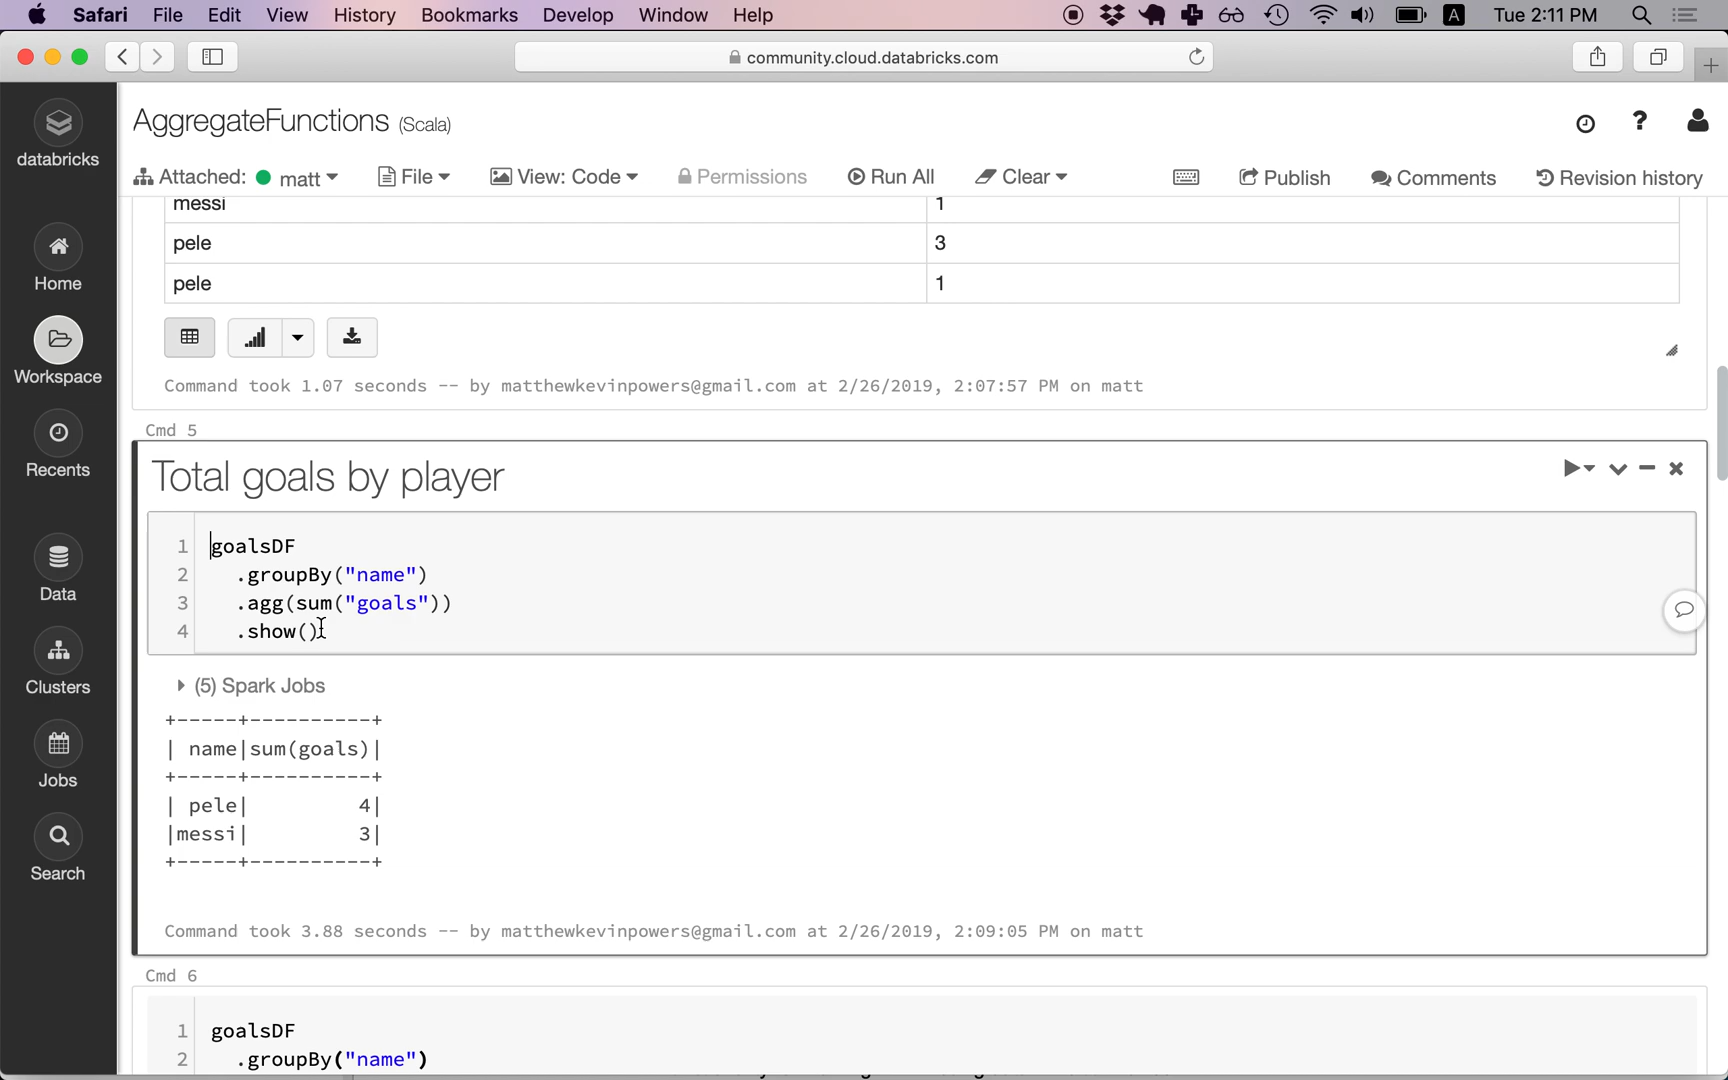 Safari File Edit View History Bookmarks Develop Window Help A Tue 2:11 PM
community.cloud.databricks.com
databricks
Home
Workspace
Recents
Data
Clusters
Jobs
Search
AggregateFunctions (Scala)
?
Attached: matt File View: Code Permissions Run All Clear Publish Comments Revision history
messi 1
pele 3
pele 1
Command took 1.07 seconds -- by matthewkevinpowers@gmail.com at 2/26/2019, 2:07:57 PM on matt
Cmd 5
Total goals by player
1 goalsDF
2 .groupBy("name")
3 .agg(sum("goals"))
4 .show()
(5) Spark Jobs
+-----+----------+
| name|sum(goals)|
+-----+----------+
| pele|         4|
|messi|         3|
+-----+----------+
Command took 3.88 seconds -- by matthewkevinpowers@gmail.com at 2/26/2019, 2:09:05 PM on matt
Cmd 6
1 goalsDF
2 .groupBy("name")